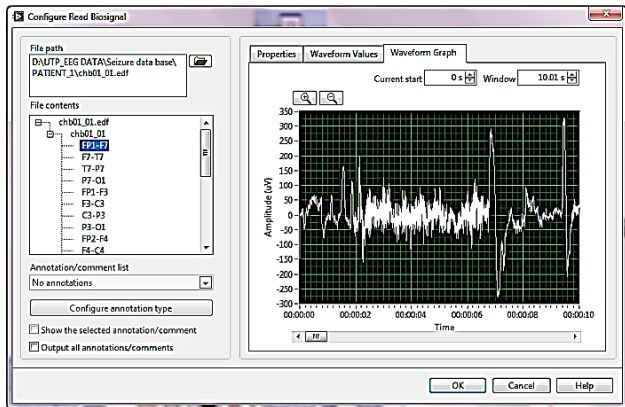 Configure Read Biosignal
File path
D:\UTP_EEG DATA\Seizure data base\
PATIENT_1\chb01_01.edf
File contents
chb01_01.edf
chb01_01
FP1-F7
F7-T7
T7-P7
P7-O1
FP1-F3
F3-C3
C3-P3
P3-O1
FP2-F4
F4-C4
Annotation/comment list
No annotations
Configure annotation type
Show the selected annotation/comment
Output all annotations/comments
Properties Waveform Values Waveform Graph
Current start 0 s Window 10.01 s
350
300
250
200
150
100
50
0
-50
-100
-150
-200
-250
-300
Amplitude (uV)
00:00:00 00:00:02 00:00:04 00:00:06 00:00:08 00:00:10
Time
OK Cancel Help